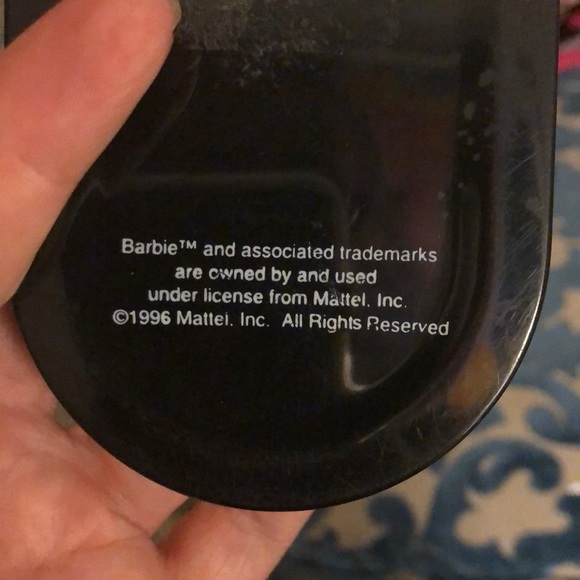 Barbie™ and associated trademarks
are owned by and used
under license from Mattel, Inc.
©1996 Mattel, Inc. All Rights Reserved